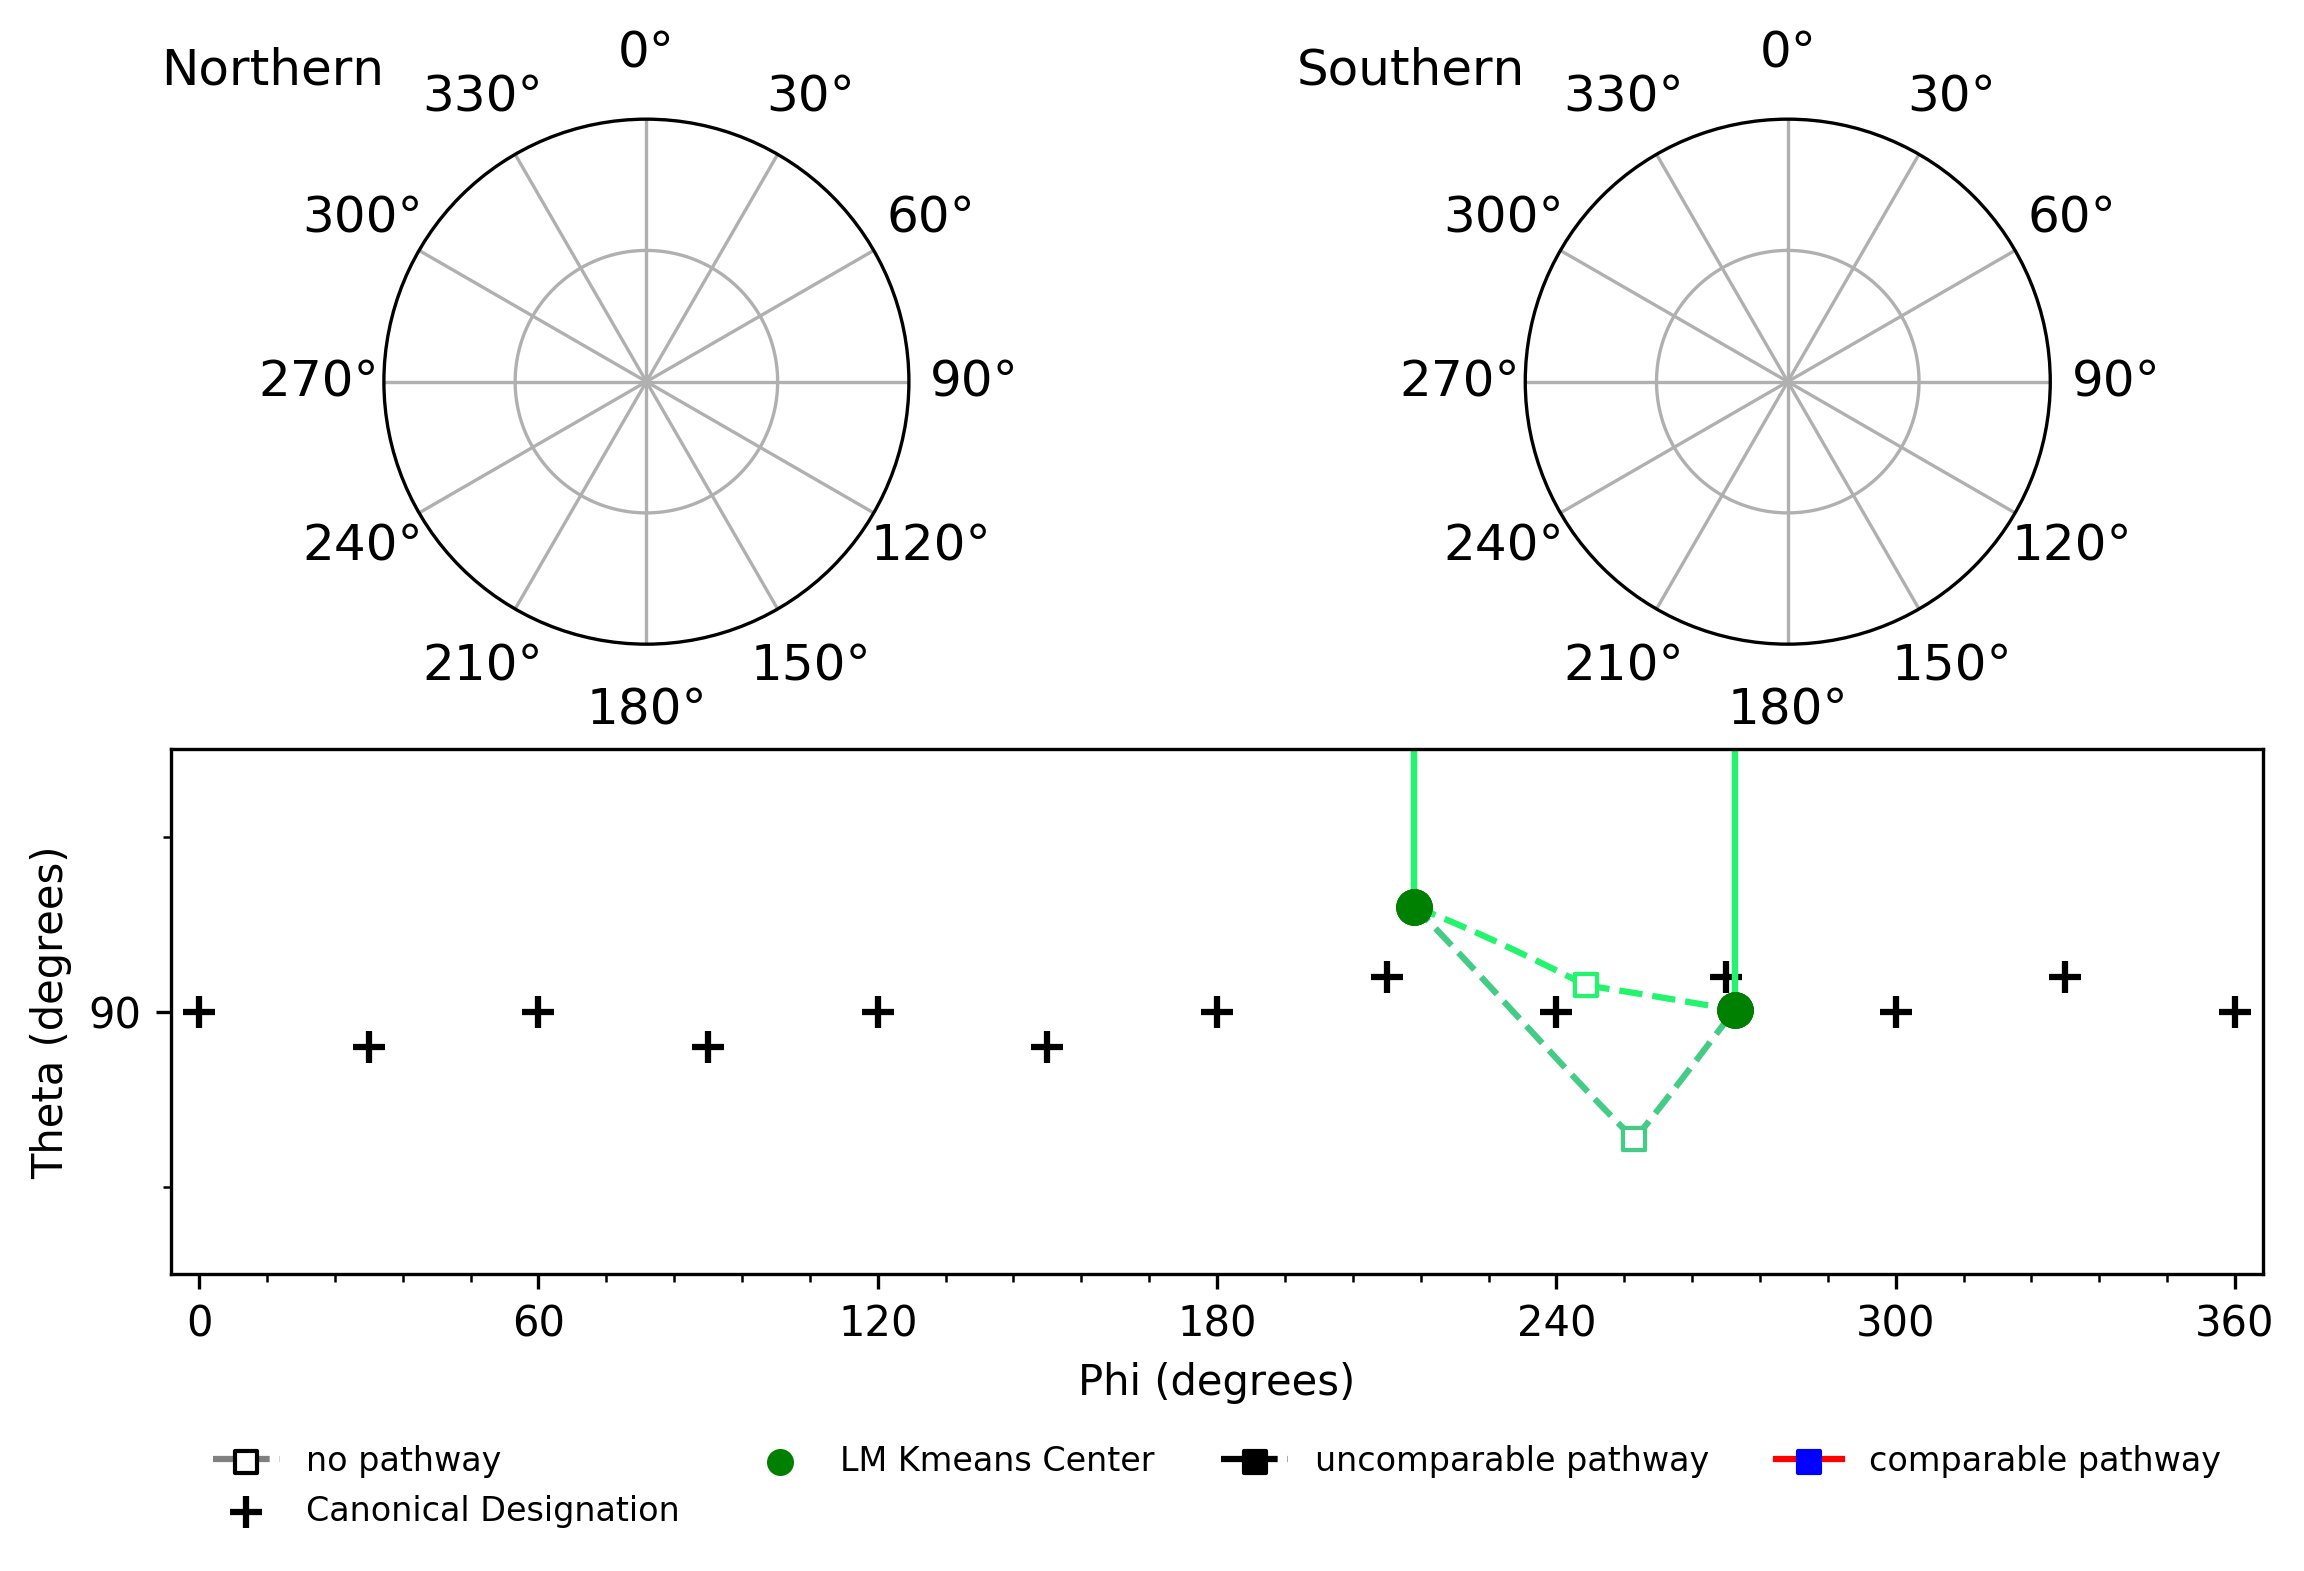 Northern
0°
30°
60°
90°
120°
150°
180°
210°
240°
270°
300°
330°
Southern
0°
30°
60°
90°
120°
150°
180°
210°
240°
270°
300°
330°
Theta (degrees)
90
0 60 120 180 240 300 360
Phi (degrees)
no pathway
LM Kmeans Center
uncomparable pathway
comparable pathway
Canonical Designation